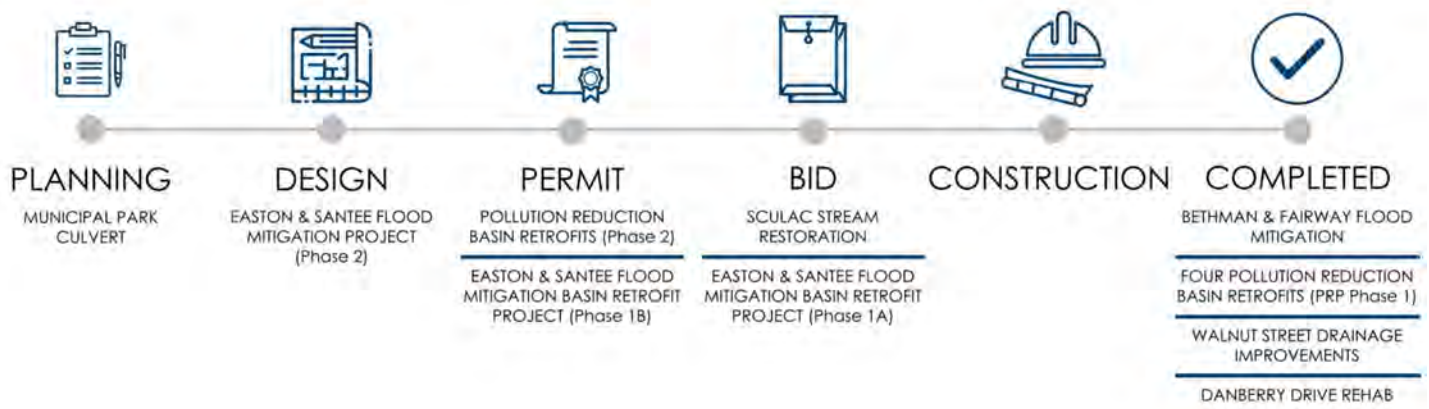 PLANNING
MUNICIPAL PARK
CULVERT
DESIGN
EASTON & SANTEE FLOOD
MITIGATION PROJECT
(Phase 2)
PERMIT
POLLUTION REDUCTION
BASIN RETROFITS (Phase 2)
EASTON & SANTEE FLOOD
MITIGATION BASIN RETROFIT
PROJECT (Phase 1B)
BID
SCULAC STREAM
RESTORATION
EASTON & SANTEE FLOOD
MITIGATION BASIN RETROFIT
PROJECT (Phase 1A)
CONSTRUCTION
COMPLETED
BETHMAN & FAIRWAY FLOOD
MITIGATION
FOUR POLLUTION REDUCTION
BASIN RETROFITS (PRP Phase 1)
WALNUT STREET DRAINAGE
IMPROVEMENTS
DANBERRY DRIVE REHAB